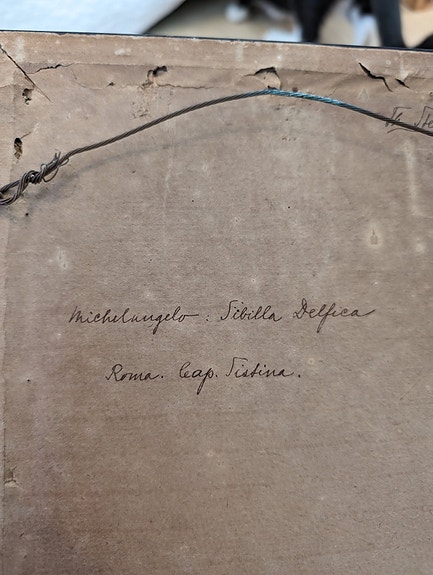 Michelangelo: Sibilla Delfica
Roma. Cap. Sistina.